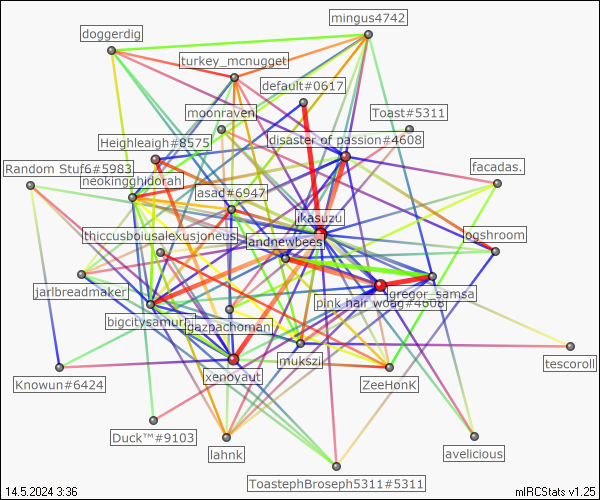 mingus4742
doggerdig
turkey_mcnugget
default#0617
moonraven
Toast#5311
Heighleaigh#8575
disaster of passion#4608
Random Stuf6#5983
facadas.
neokingghidorah
asad#6947
jkasuzu
thiccusboiusalexusjoneus
andnewbees
ogshroom
jarlbreadmaker
gregor_samsa
pink hair woag#4608
bigcitysamurai
gazpachoman
mukszi
tescoroll
xenoyaut
Knowun#6424
ZeeHonK
Duck™#9103
lahnk
avelicious
ToastephBroseph5311#5311
14.5.2024 3:36
mIRCStats v1.25